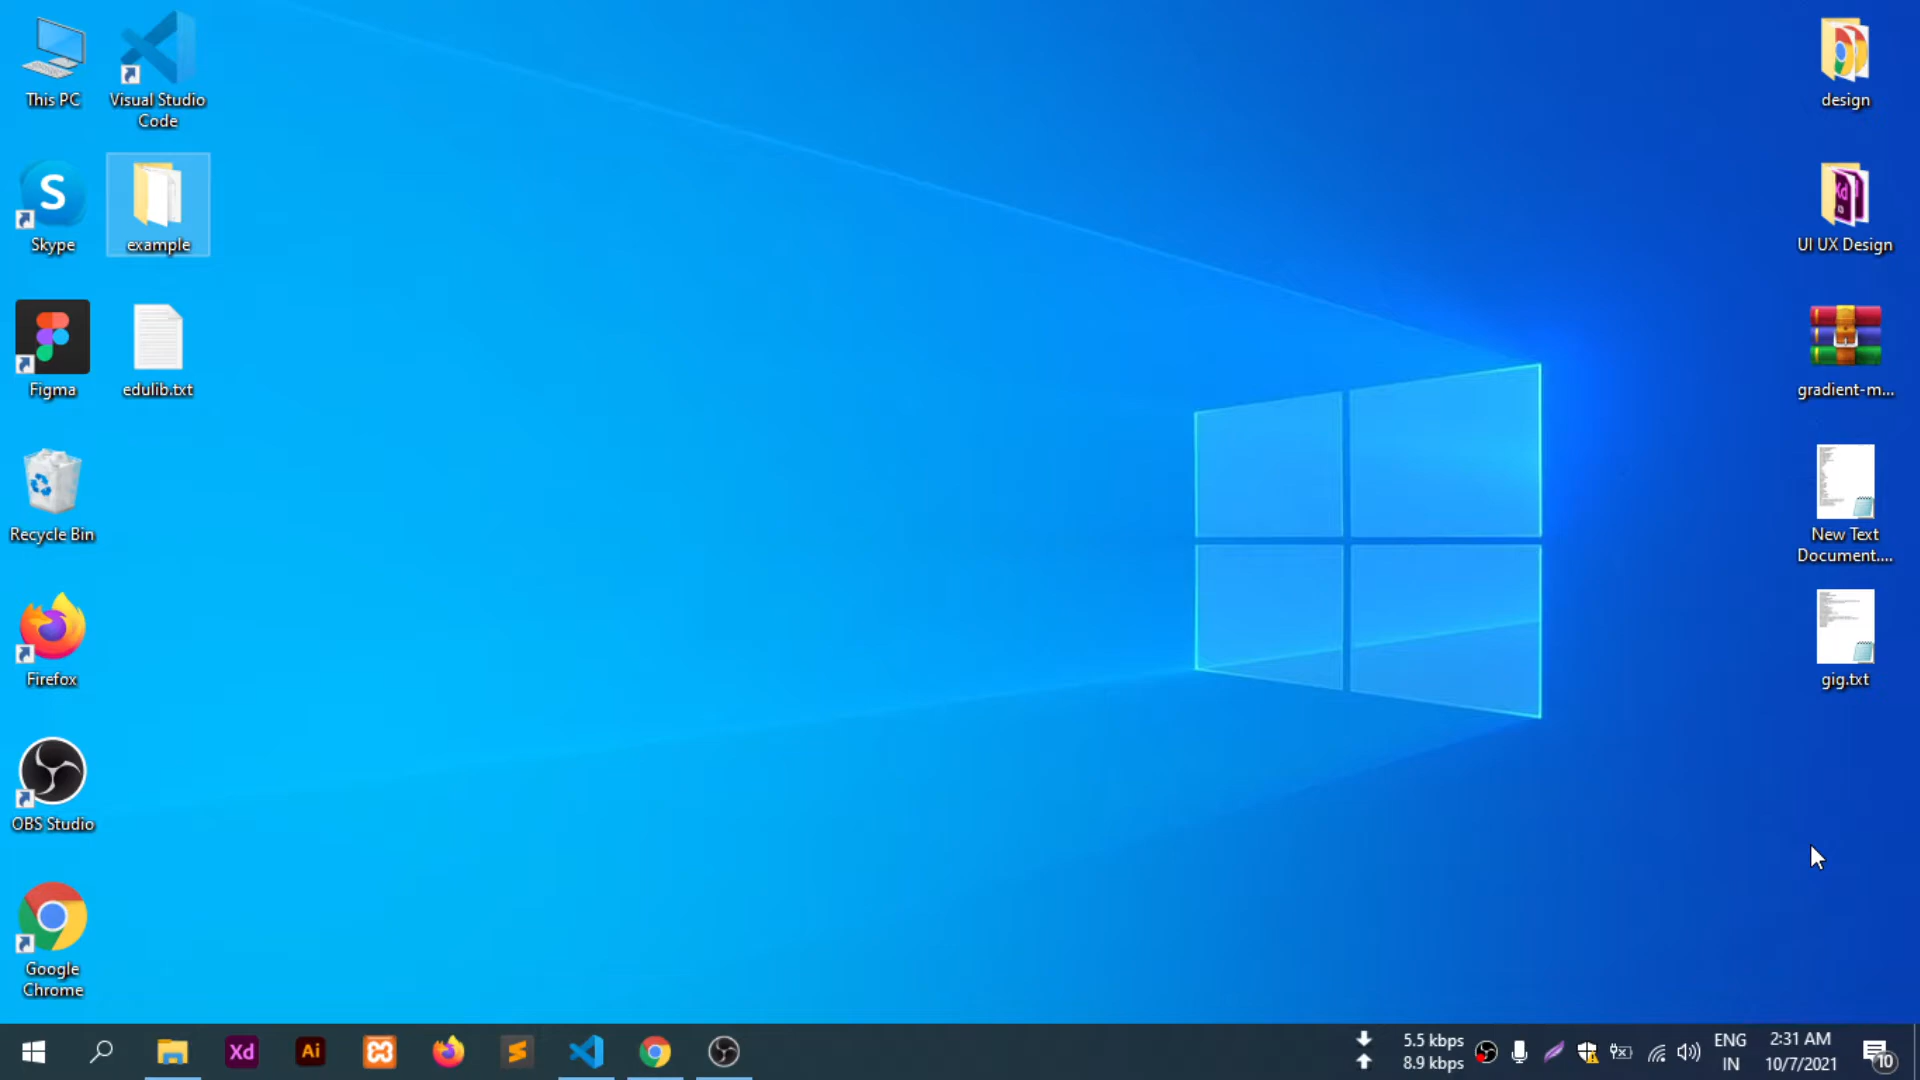 This PC
Visual Studio
Code
design
S
Skype
example
Xd
UI UX Design
Figma
edulib.txt
gradient-m...
Recycle Bin
New Text
Document....
Firefox
gig.txt
OBS Studio
Google
Chrome
Xd
Ai
5.5 kbps
8.9 kbps
ENG
IN
2:31 AM
10/7/2021
10